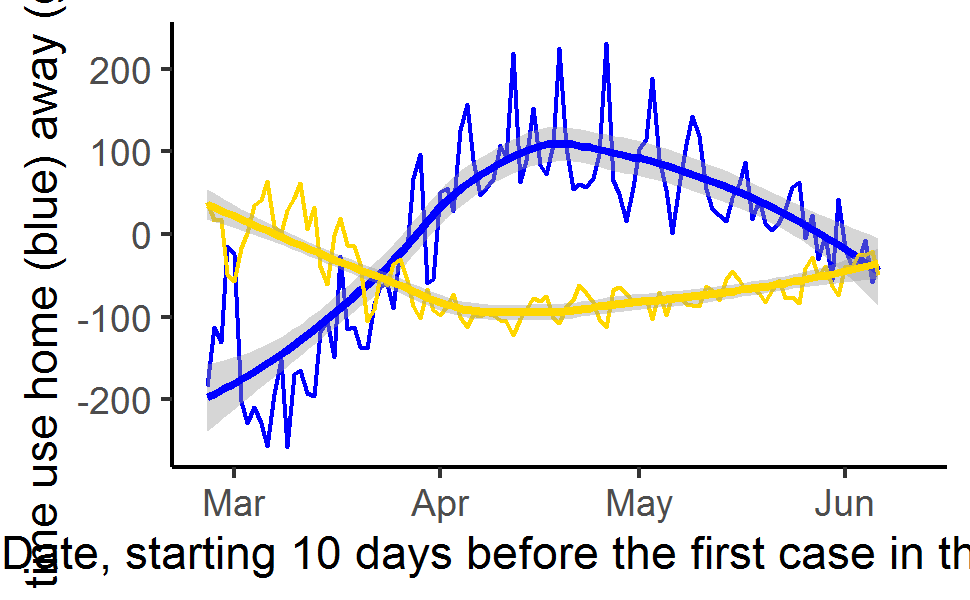 time use home (blue) away (
200
100
0
-100
-200
Mar Apr May Jun
Date, starting 10 days before the first case in th